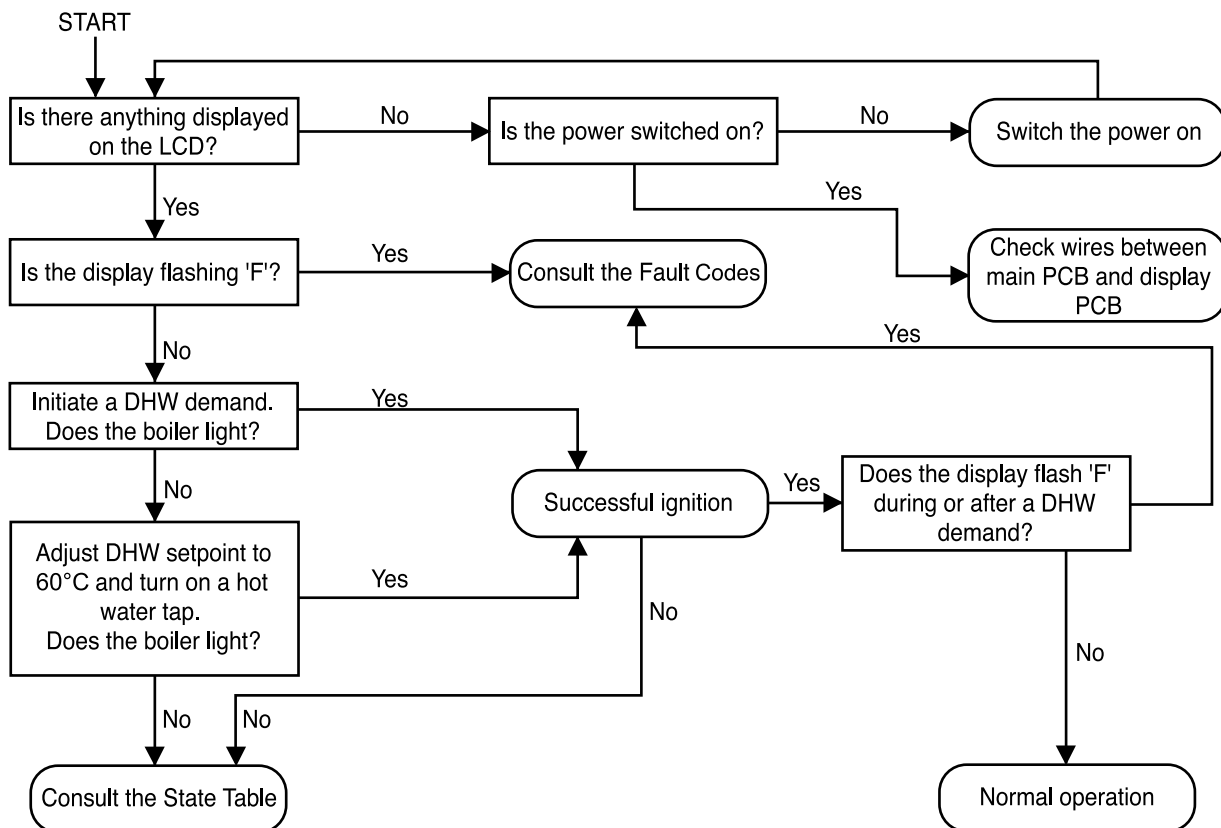 START
Is there anything displayed
on the LCD?
No
Is the power switched on?
No
Switch the power on
Yes
Yes
Check wires between
main PCB and display
PCB
Is the display flashing 'F'?
Yes
Consult the Fault Codes
Yes
No
Initiate a DHW demand.
Does the boiler light?
Yes
No
Successful ignition
Yes
Does the display flash 'F'
during or after a DHW
demand?
Adjust DHW setpoint to
60°C and turn on a hot
water tap.
Does the boiler light?
Yes
No
No
No
No
Consult the State Table
Normal operation